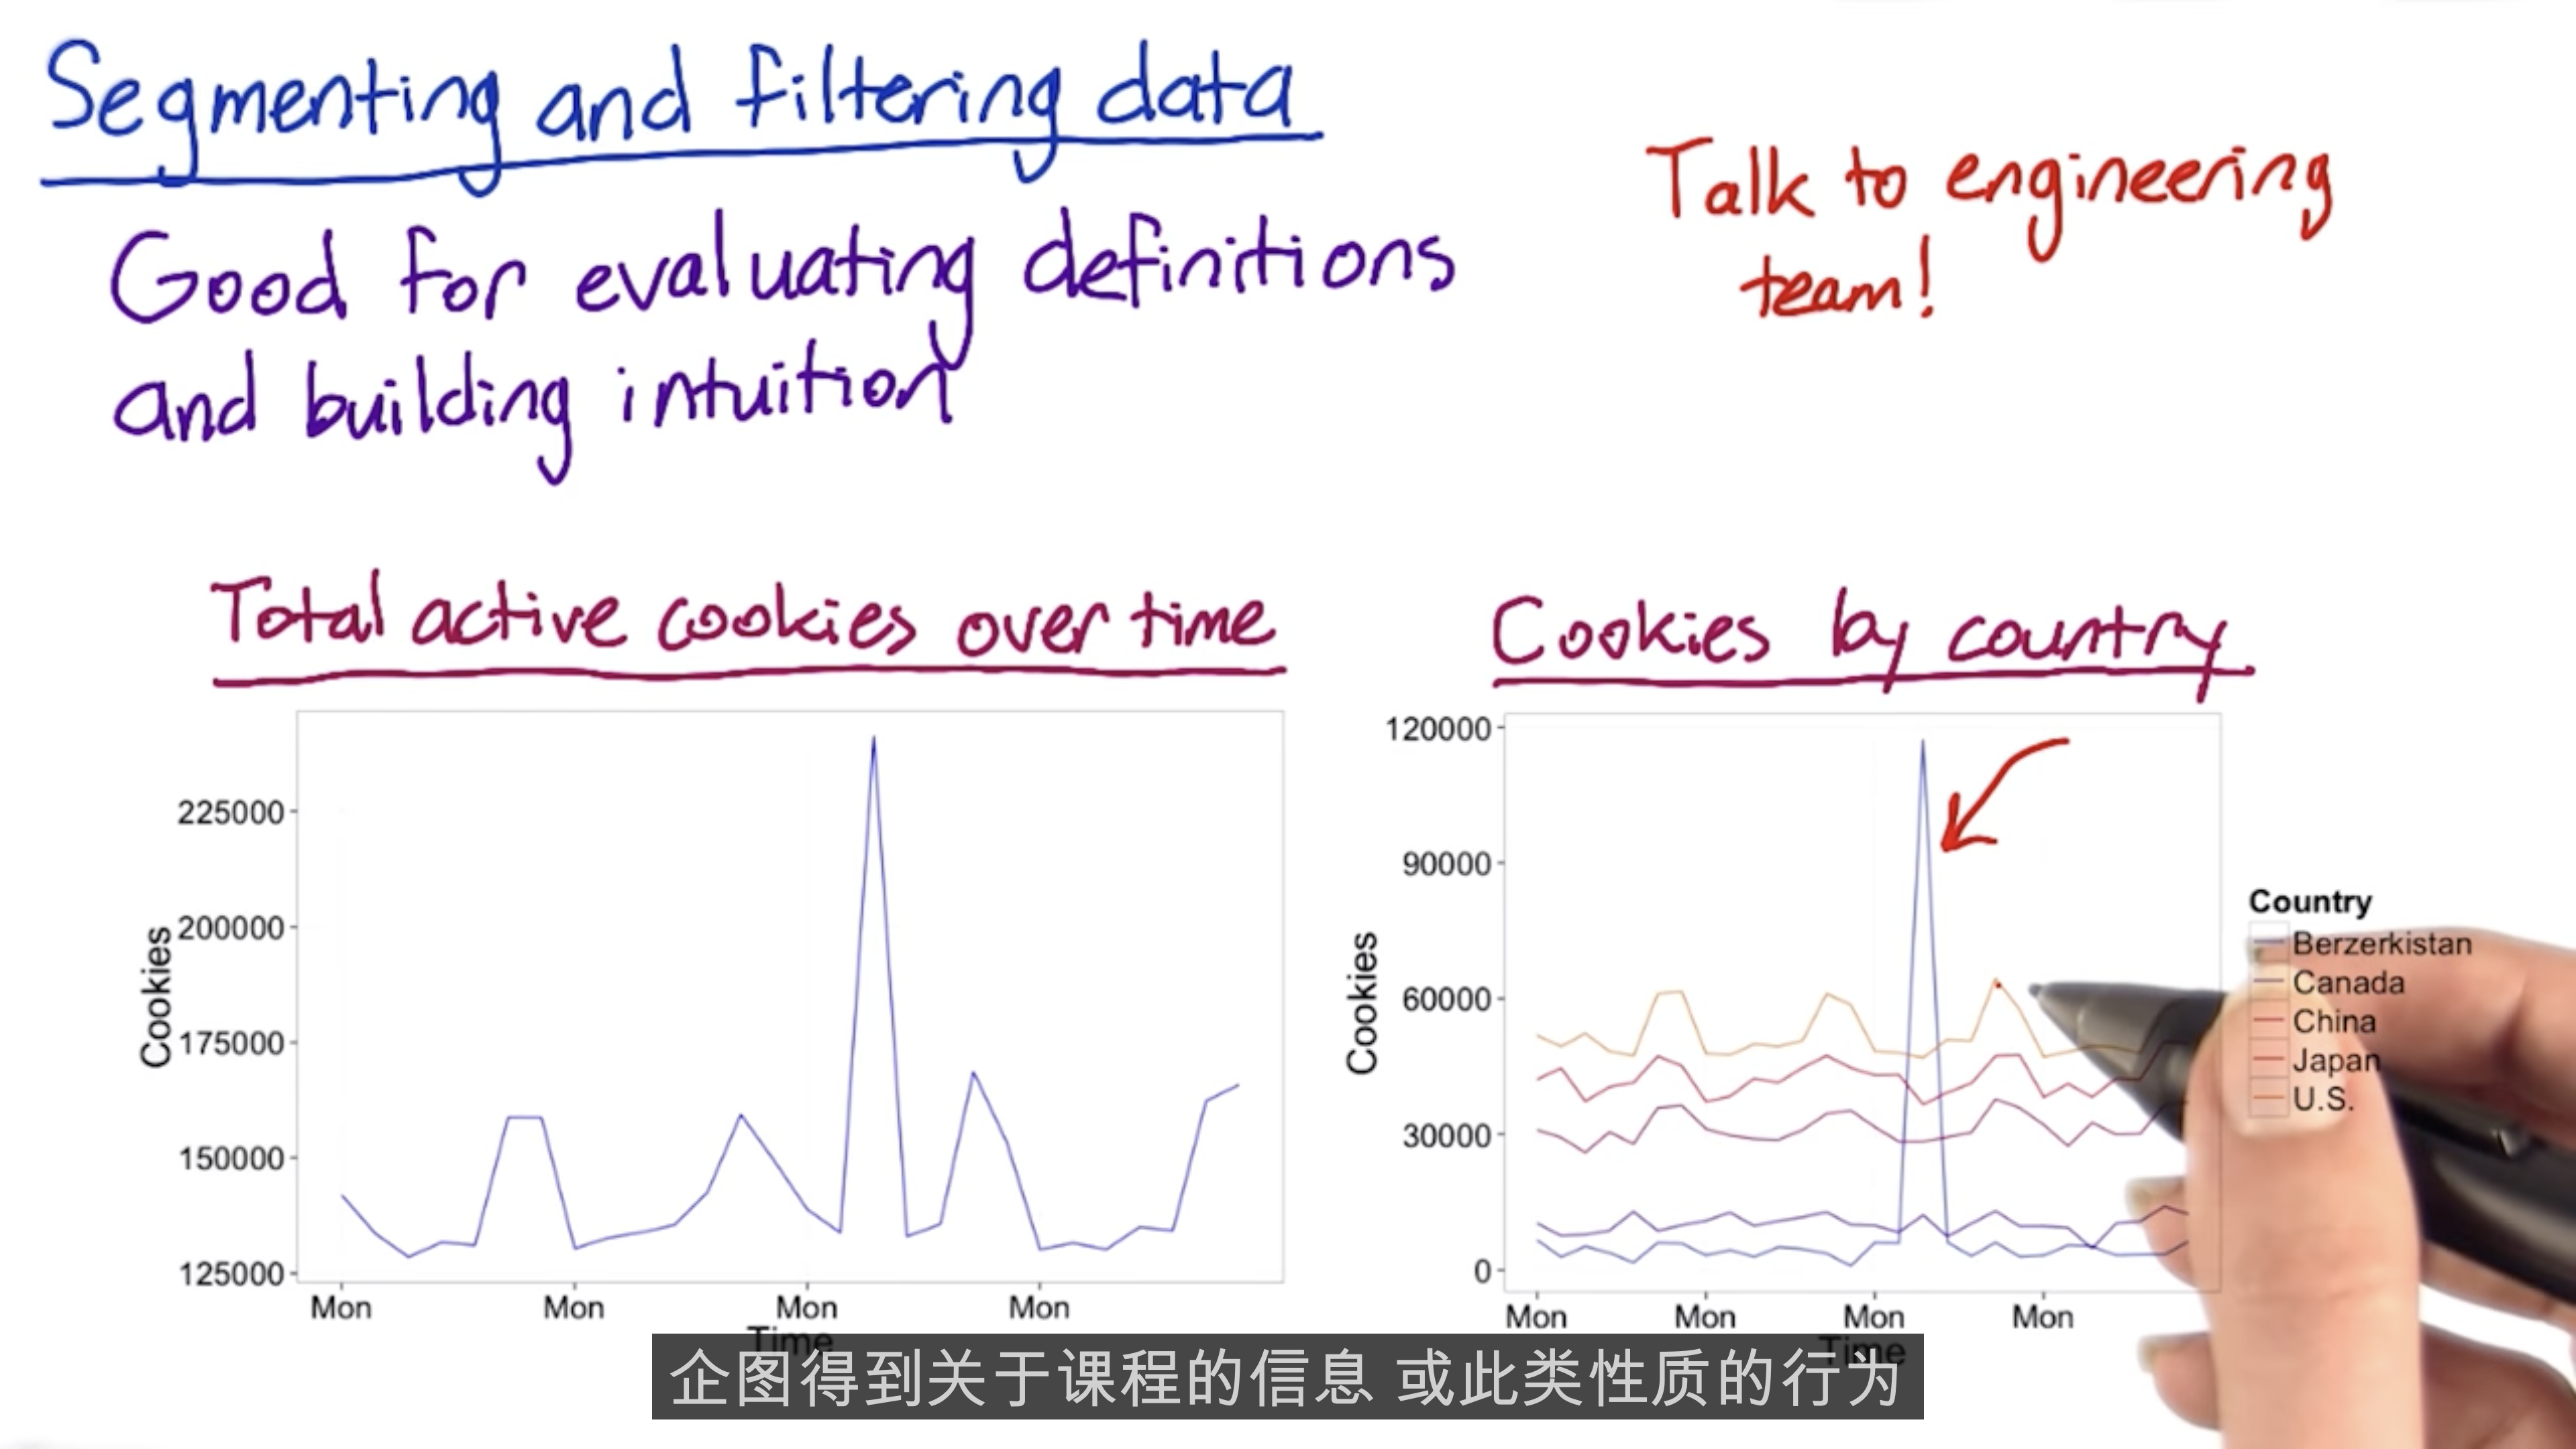 Segmenting and filtering data
Good for evaluating definitions
and building intuition
Talk to engineering
team!
Total active cookies over time
225000
200000
175000
150000
125000
Cookies
Mon Mon Mon Mon
Time
Cookies by country
120000
90000
60000
30000
0
Cookies
Mon Mon Mon Mon
Time
Country
Berzerkistan
Canada
China
Japan
U.S.
企图得到关于课程的信息 或此类性质的行为